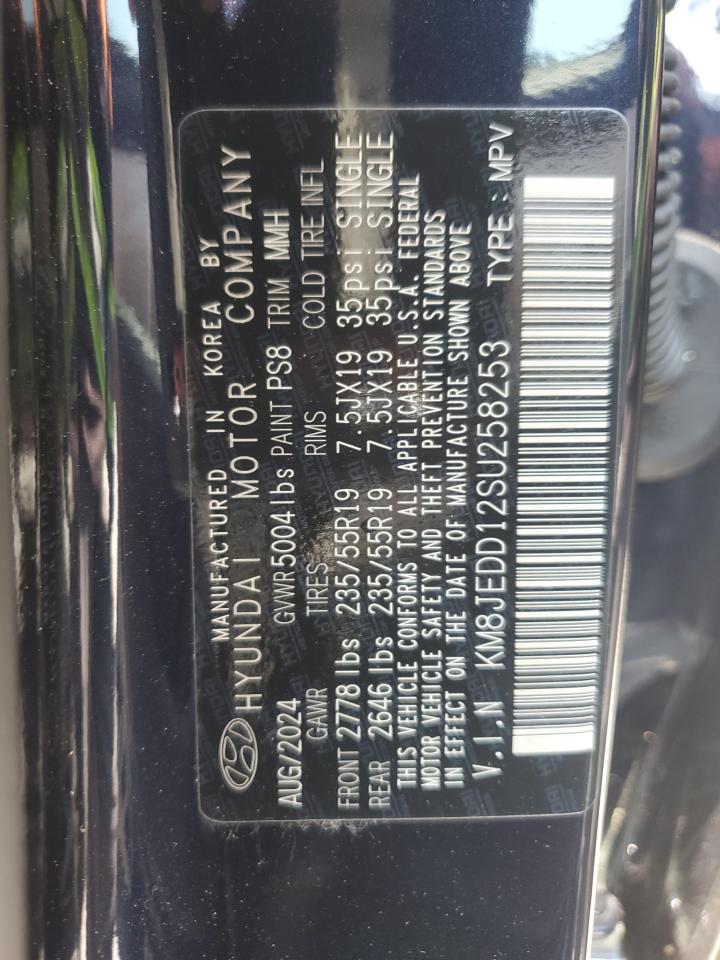 MANUFACTURED IN KOREA BY
HYUNDAI MOTOR COMPANY
AUG/2024 GVWR 5004 lbs PAINT PS8 TRIM MMH
GAWR TIRES RIMS COLD TIRE INFL
FRONT 2778 lbs 235/55R19 7.5JX19 35psi SINGLE
REAR 2646 lbs 235/55R19 7.5JX19 35psi SINGLE
THIS VEHICLE CONFORMS TO ALL APPLICABLE U.S.A. FEDERAL
MOTOR VEHICLE SAFETY AND THEFT PREVENTION STANDARDS
IN EFFECT ON THE DATE OF MANUFACTURE SHOWN ABOVE
V.I.N KM8JEDD12SU258253 TYPE : MPV